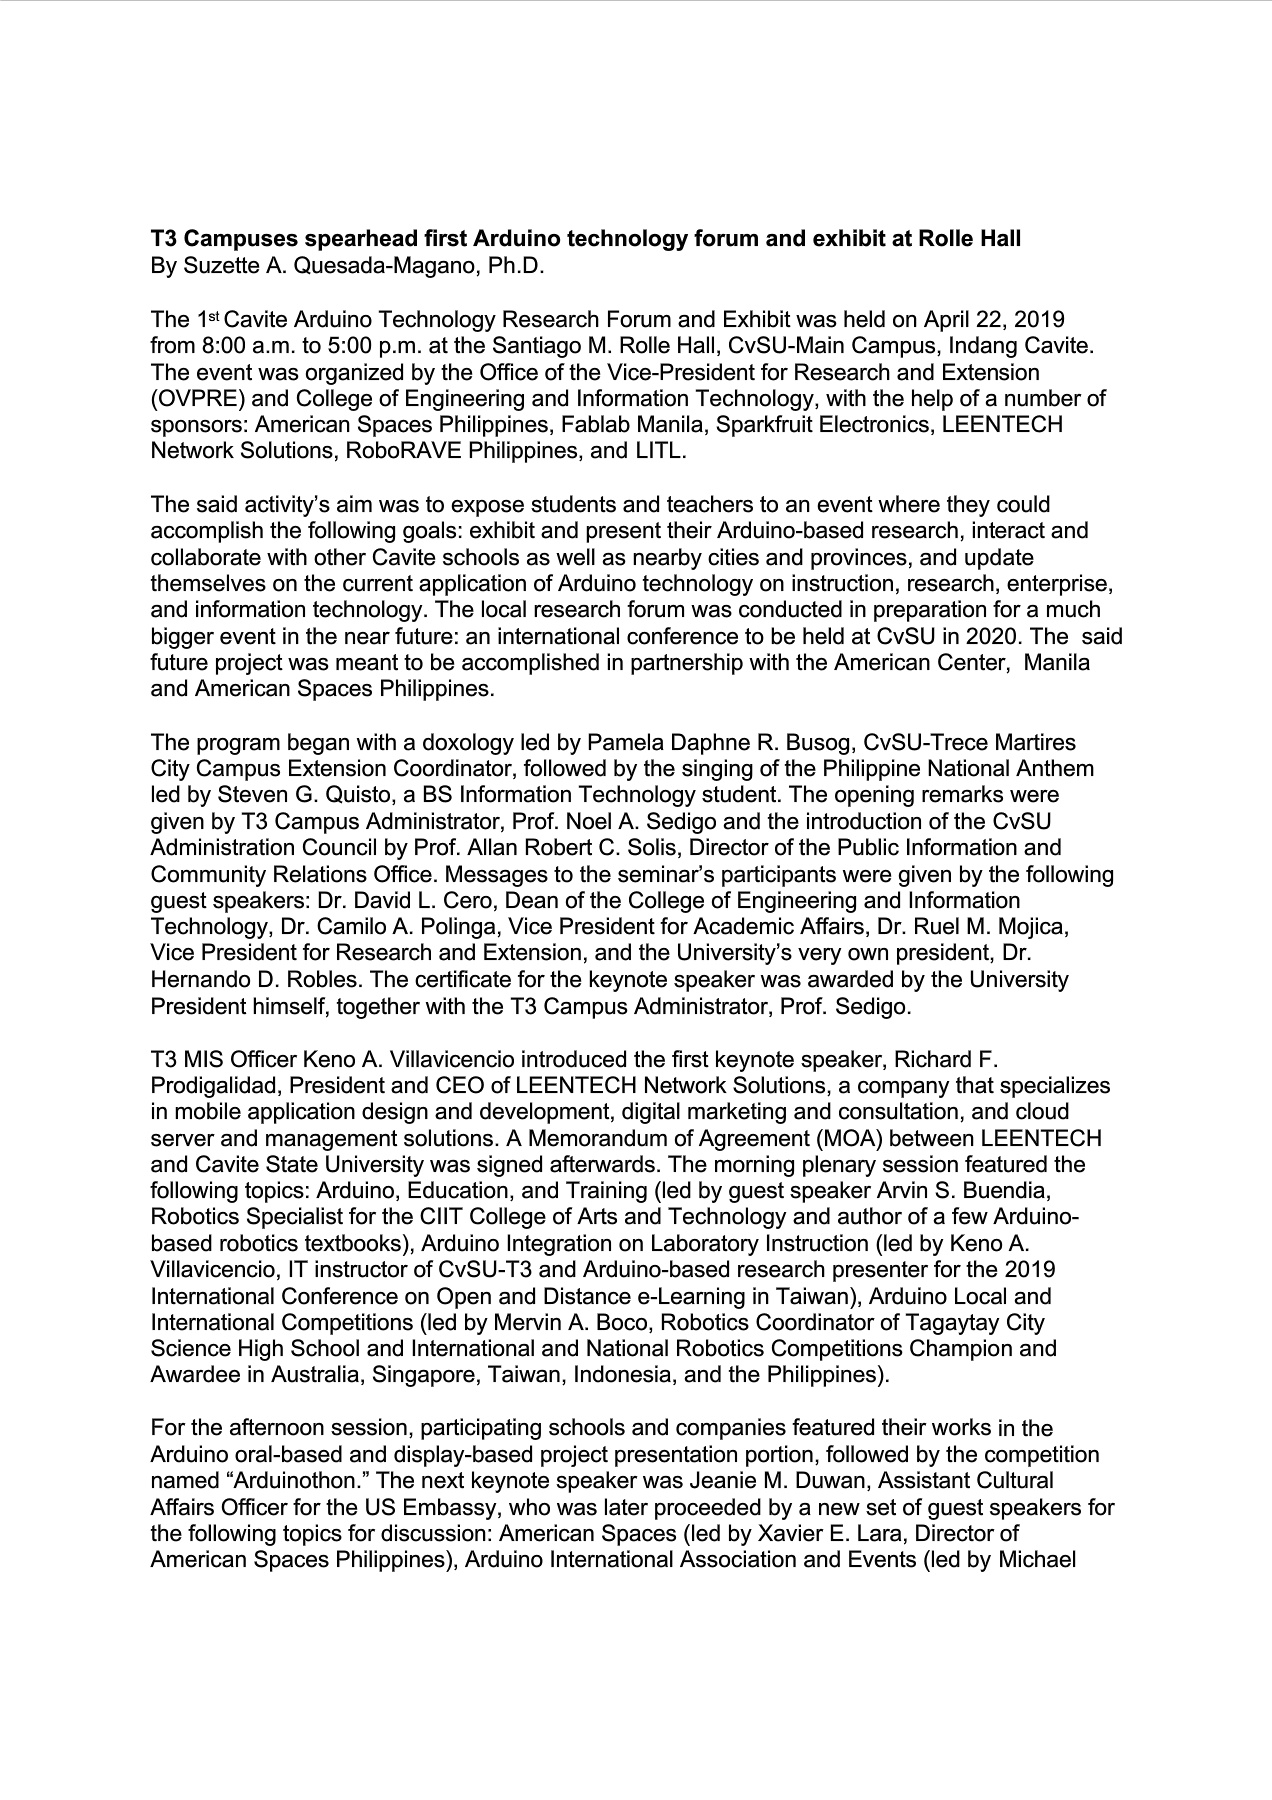 T3 Campuses spearhead first Arduino technology forum and exhibit at Rolle Hall
By Suzette A. Quesada-Magano, Ph.D.
The 1st Cavite Arduino Technology Research Forum and Exhibit was held on April 22, 2019
from 8:00 a.m. to 5:00 p.m. at the Santiago M. Rolle Hall, CvSU-Main Campus, Indang Cavite.
The event was organized by the Office of the Vice-President for Research and Extension
(OVPRE) and College of Engineering and Information Technology, with the help of a number of
sponsors: American Spaces Philippines, Fablab Manila, Sparkfruit Electronics, LEENTECH
Network Solutions, RoboRAVE Philippines, and LITL.
The said activity’s aim was to expose students and teachers to an event where they could
accomplish the following goals: exhibit and present their Arduino-based research, interact and
collaborate with other Cavite schools as well as nearby cities and provinces, and update
themselves on the current application of Arduino technology on instruction, research, enterprise,
and information technology. The local research forum was conducted in preparation for a much
bigger event in the near future: an international conference to be held at CvSU in 2020. The said
future project was meant to be accomplished in partnership with the American Center, Manila
and American Spaces Philippines.
The program began with a doxology led by Pamela Daphne R. Busog, CvSU-Trece Martires
City Campus Extension Coordinator, followed by the singing of the Philippine National Anthem
led by Steven G. Quisto, a BS Information Technology student. The opening remarks were
given by T3 Campus Administrator, Prof. Noel A. Sedigo and the introduction of the CvSU
Administration Council by Prof. Allan Robert C. Solis, Director of the Public Information and
Community Relations Office. Messages to the seminar’s participants were given by the following
guest speakers: Dr. David L. Cero, Dean of the College of Engineering and Information
Technology, Dr. Camilo A. Polinga, Vice President for Academic Affairs, Dr. Ruel M. Mojica,
Vice President for Research and Extension, and the University’s very own president, Dr.
Hernando D. Robles. The certificate for the keynote speaker was awarded by the University
President himself, together with the T3 Campus Administrator, Prof. Sedigo.
T3 MIS Officer Keno A. Villavicencio introduced the first keynote speaker, Richard F.
Prodigalidad, President and CEO of LEENTECH Network Solutions, a company that specializes
in mobile application design and development, digital marketing and consultation, and cloud
server and management solutions. A Memorandum of Agreement (MOA) between LEENTECH
and Cavite State University was signed afterwards. The morning plenary session featured the
following topics: Arduino, Education, and Training (led by guest speaker Arvin S. Buendia,
Robotics Specialist for the CIIT College of Arts and Technology and author of a few Arduino-
based robotics textbooks), Arduino Integration on Laboratory Instruction (led by Keno A.
Villavicencio, IT instructor of CvSU-T3 and Arduino-based research presenter for the 2019
International Conference on Open and Distance e-Learning in Taiwan), Arduino Local and
International Competitions (led by Mervin A. Boco, Robotics Coordinator of Tagaytay City
Science High School and International and National Robotics Competitions Champion and
Awardee in Australia, Singapore, Taiwan, Indonesia, and the Philippines).
For the afternoon session, participating schools and companies featured their works in the
Arduino oral-based and display-based project presentation portion, followed by the competition
named “Arduinothon.” The next keynote speaker was Jeanie M. Duwan, Assistant Cultural
Affairs Officer for the US Embassy, who was later proceeded by a new set of guest speakers for
the following topics for discussion: American Spaces (led by Xavier E. Lara, Director of
American Spaces Philippines), Arduino International Association and Events (led by Michael